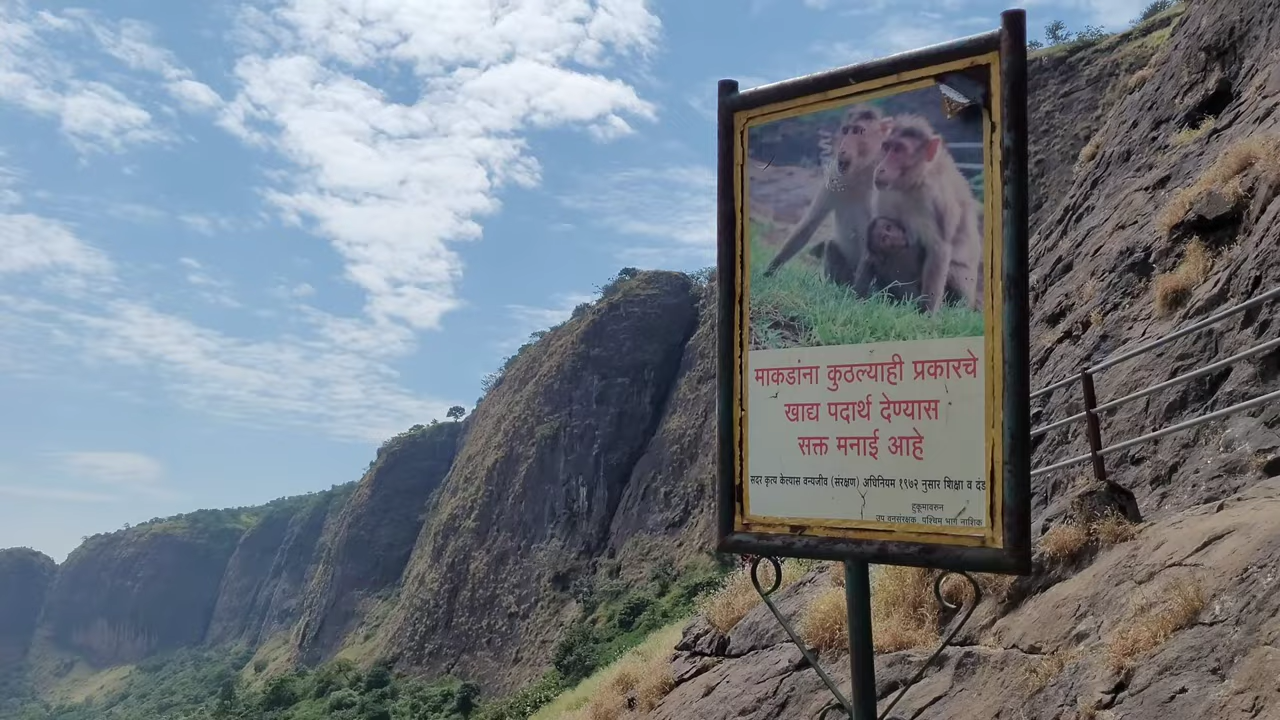 माकडांना कुठल्याही प्रकारचे
खाद्य पदार्थ देण्यास
सक्त मनाई आहे
सदर कृत्य केल्यास वन्यजीव (संरक्षण) अधिनियम १९७२ नुसार शिक्षा व दंड
हुकूमावरुन
उप वनसंरक्षक, पश्चिम भाग नाशिक